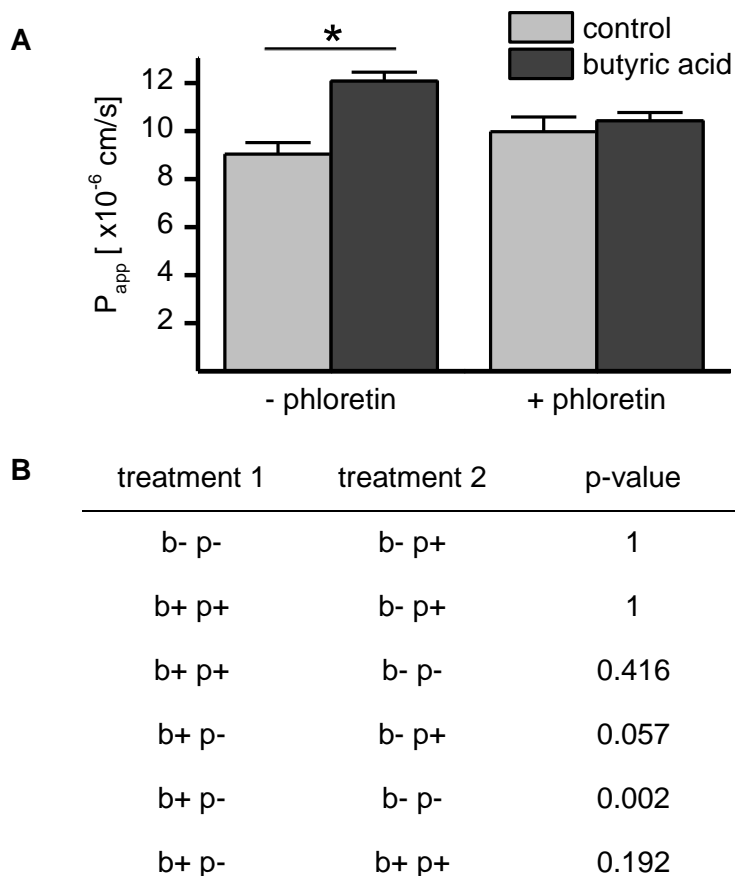 A
*
control
butyric acid
P_app [ x10^-6 cm/s]
12
10
8
6
4
2
- phloretin
+ phloretin
B
treatment 1 treatment 2 p-value
b- p- b- p+ 1
b+ p+ b- p+ 1
b+ p+ b- p- 0.416
b+ p- b- p+ 0.057
b+ p- b- p- 0.002
b+ p- b+ p+ 0.192